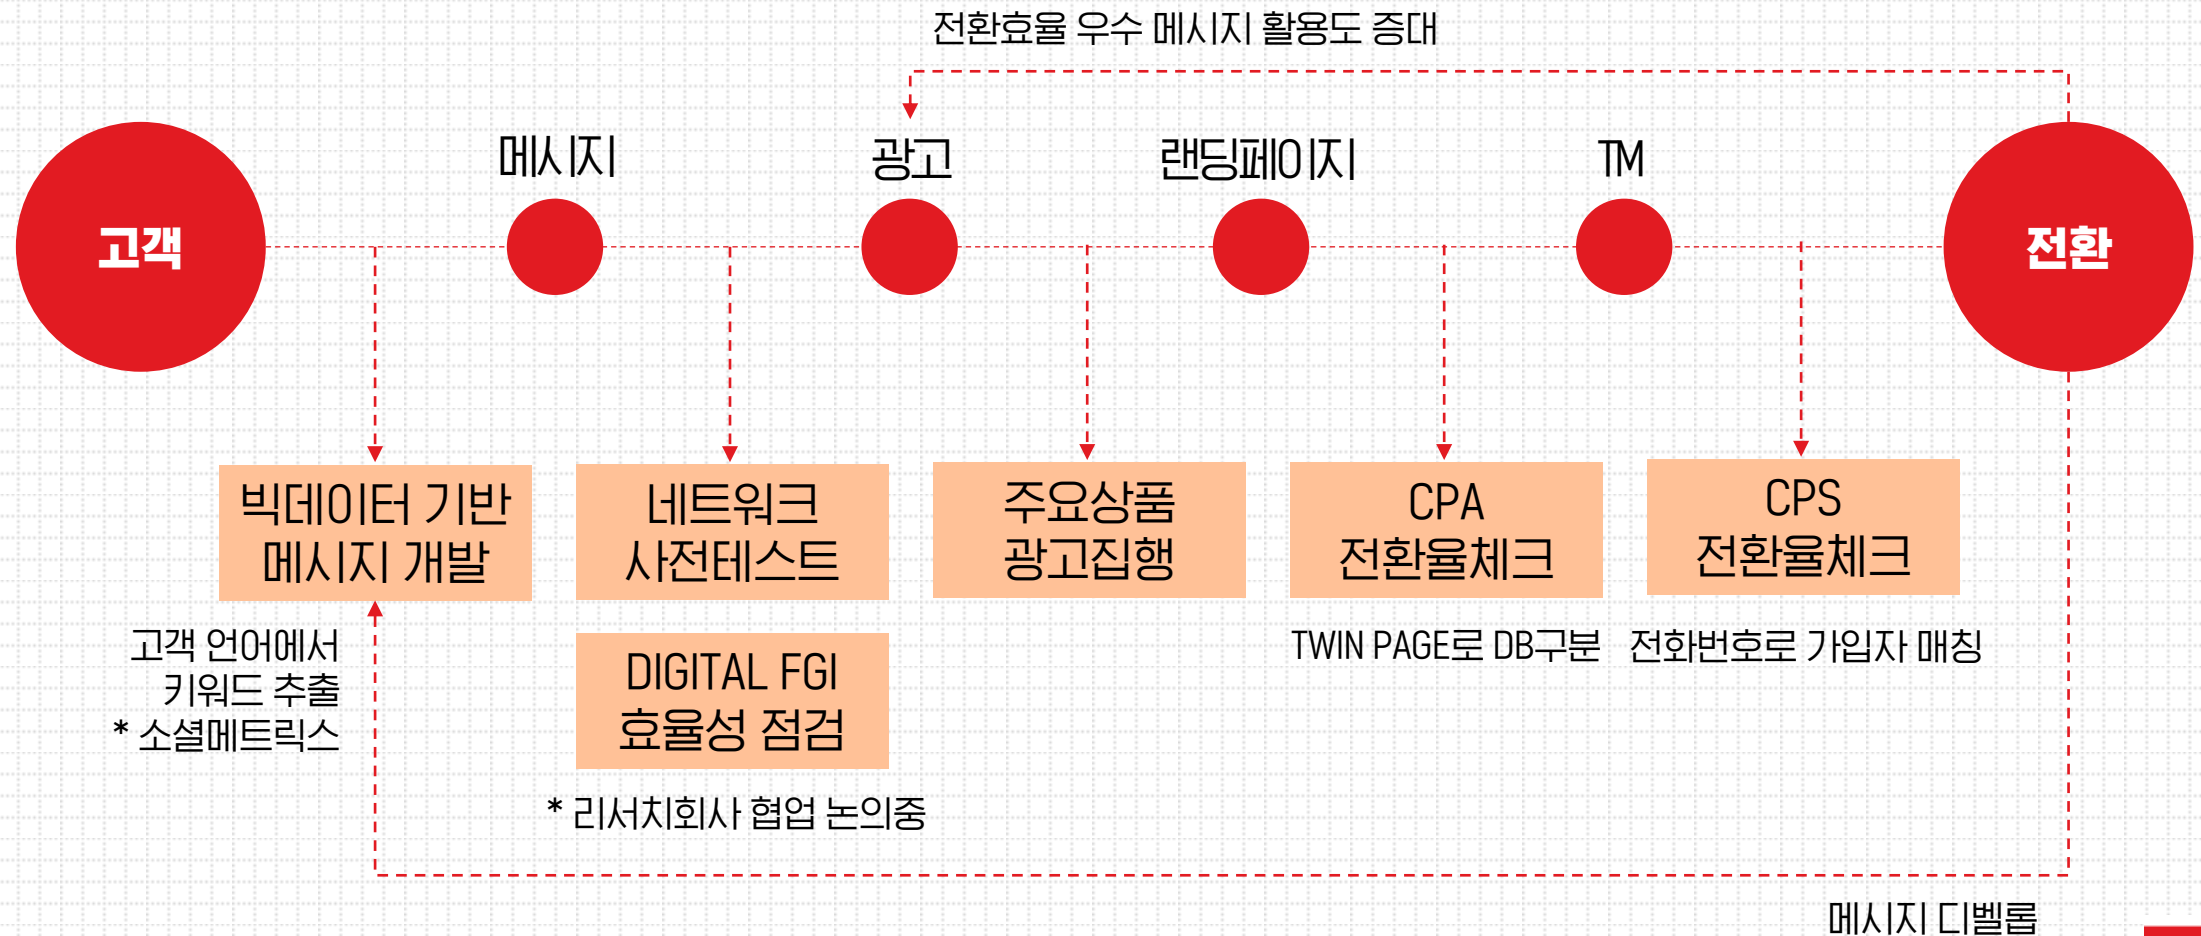 전환효율 우수 메시지 활용도 증대
메시지
광고
랜딩페이지
TM
고객
전환
빅데이터 기반
메시지 개발
네트워크
사전테스트
주요상품
광고집행
CPA
전환율체크
CPS
전환율체크
고객 언어에서
키워드 추출
* 소셜메트릭스
DIGITAL FGI
효율성 점검
* 리서치회사 협업 논의중
TWIN PAGE로 DB구분
전화번호로 가입자 매칭
메시지 디벨롭